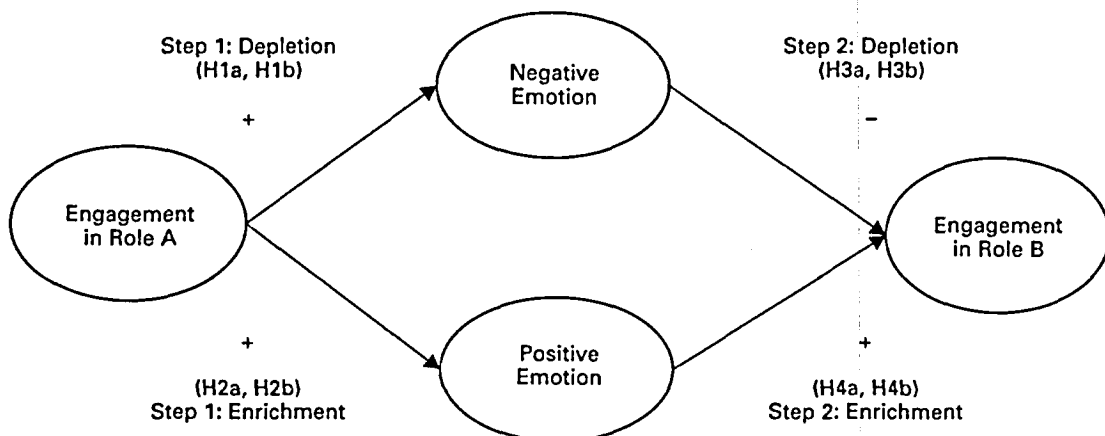 Step 1: Depletion
(H1a, H1b)
+
Negative
Emotion
Step 2: Depletion
(H3a, H3b)
–
Engagement
in Role A
Engagement
in Role B
+
(H2a, H2b)
Step 1: Enrichment
Positive
Emotion
+
(H4a, H4b)
Step 2: Enrichment